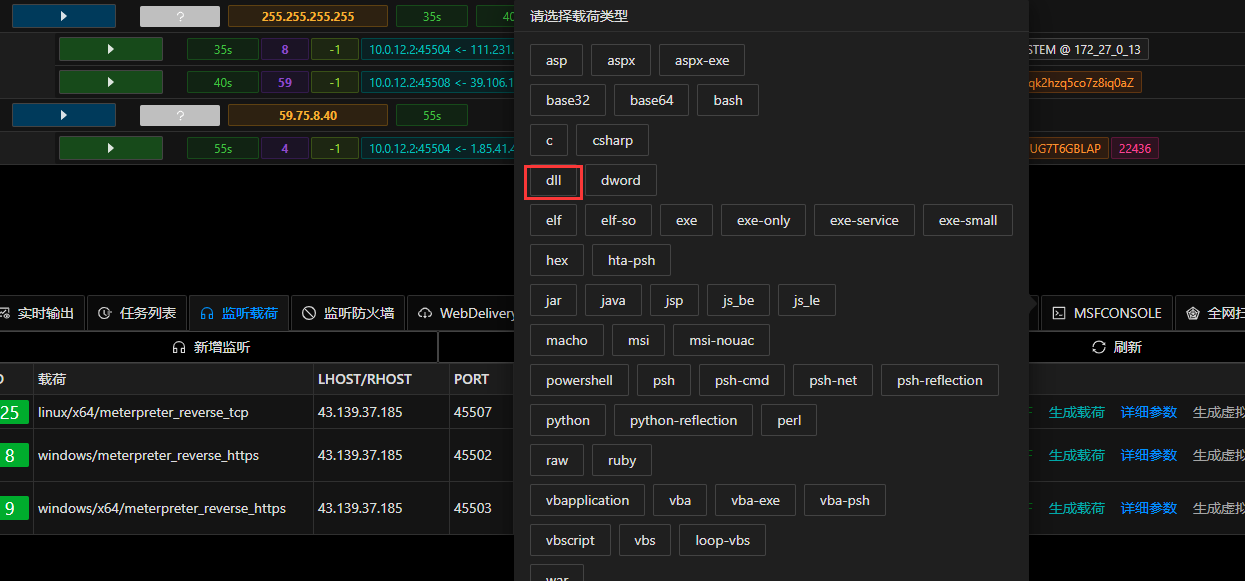 请选择载荷类型
? 255.255.255.255 35s
35s 8 -1 10.0.12.2:45504 <- 111.231. STEM @ 172_27_0_13
40s 59 -1 10.0.12.2:45508 <- 39.106.1 qk2hzq5co7z8iq0aZ
? 59.75.8.40 55s
55s 4 -1 10.0.12.2:45504 <- 1.85.41.4 UG7T6GBLAP 22436
asp aspx aspx-exe
base32 base64 bash
c csharp
dll dword
elf elf-so exe exe-only exe-service exe-small
hex hta-psh
jar java jsp js_be js_le
macho msi msi-nouac
powershell psh psh-cmd psh-net psh-reflection
python python-reflection perl
raw ruby
vbapplication vba vba-exe vba-psh
vbscript vbs loop-vbs
war
实时输出 任务列表 监听载荷 监听防火墙 WebDelivery MSFCONSOLE 全网扫
新增监听 刷新
载荷 LHOST/RHOST PORT
25 linux/x64/meterpreter_reverse_tcp 43.139.37.185 45507 生成载荷 详细参数 生成虚拟
8 windows/meterpreter_reverse_https 43.139.37.185 45502 生成载荷 详细参数 生成虚拟
9 windows/x64/meterpreter_reverse_https 43.139.37.185 45503 生成载荷 详细参数 生成虚拟